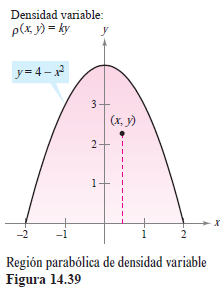 Densidad variable:
ρ(x, y) = ky
y
y = 4 – x²
3
(x, y)
2
1
x
–2
–1
1
2
Región parabólica de densidad variable
Figura 14.39